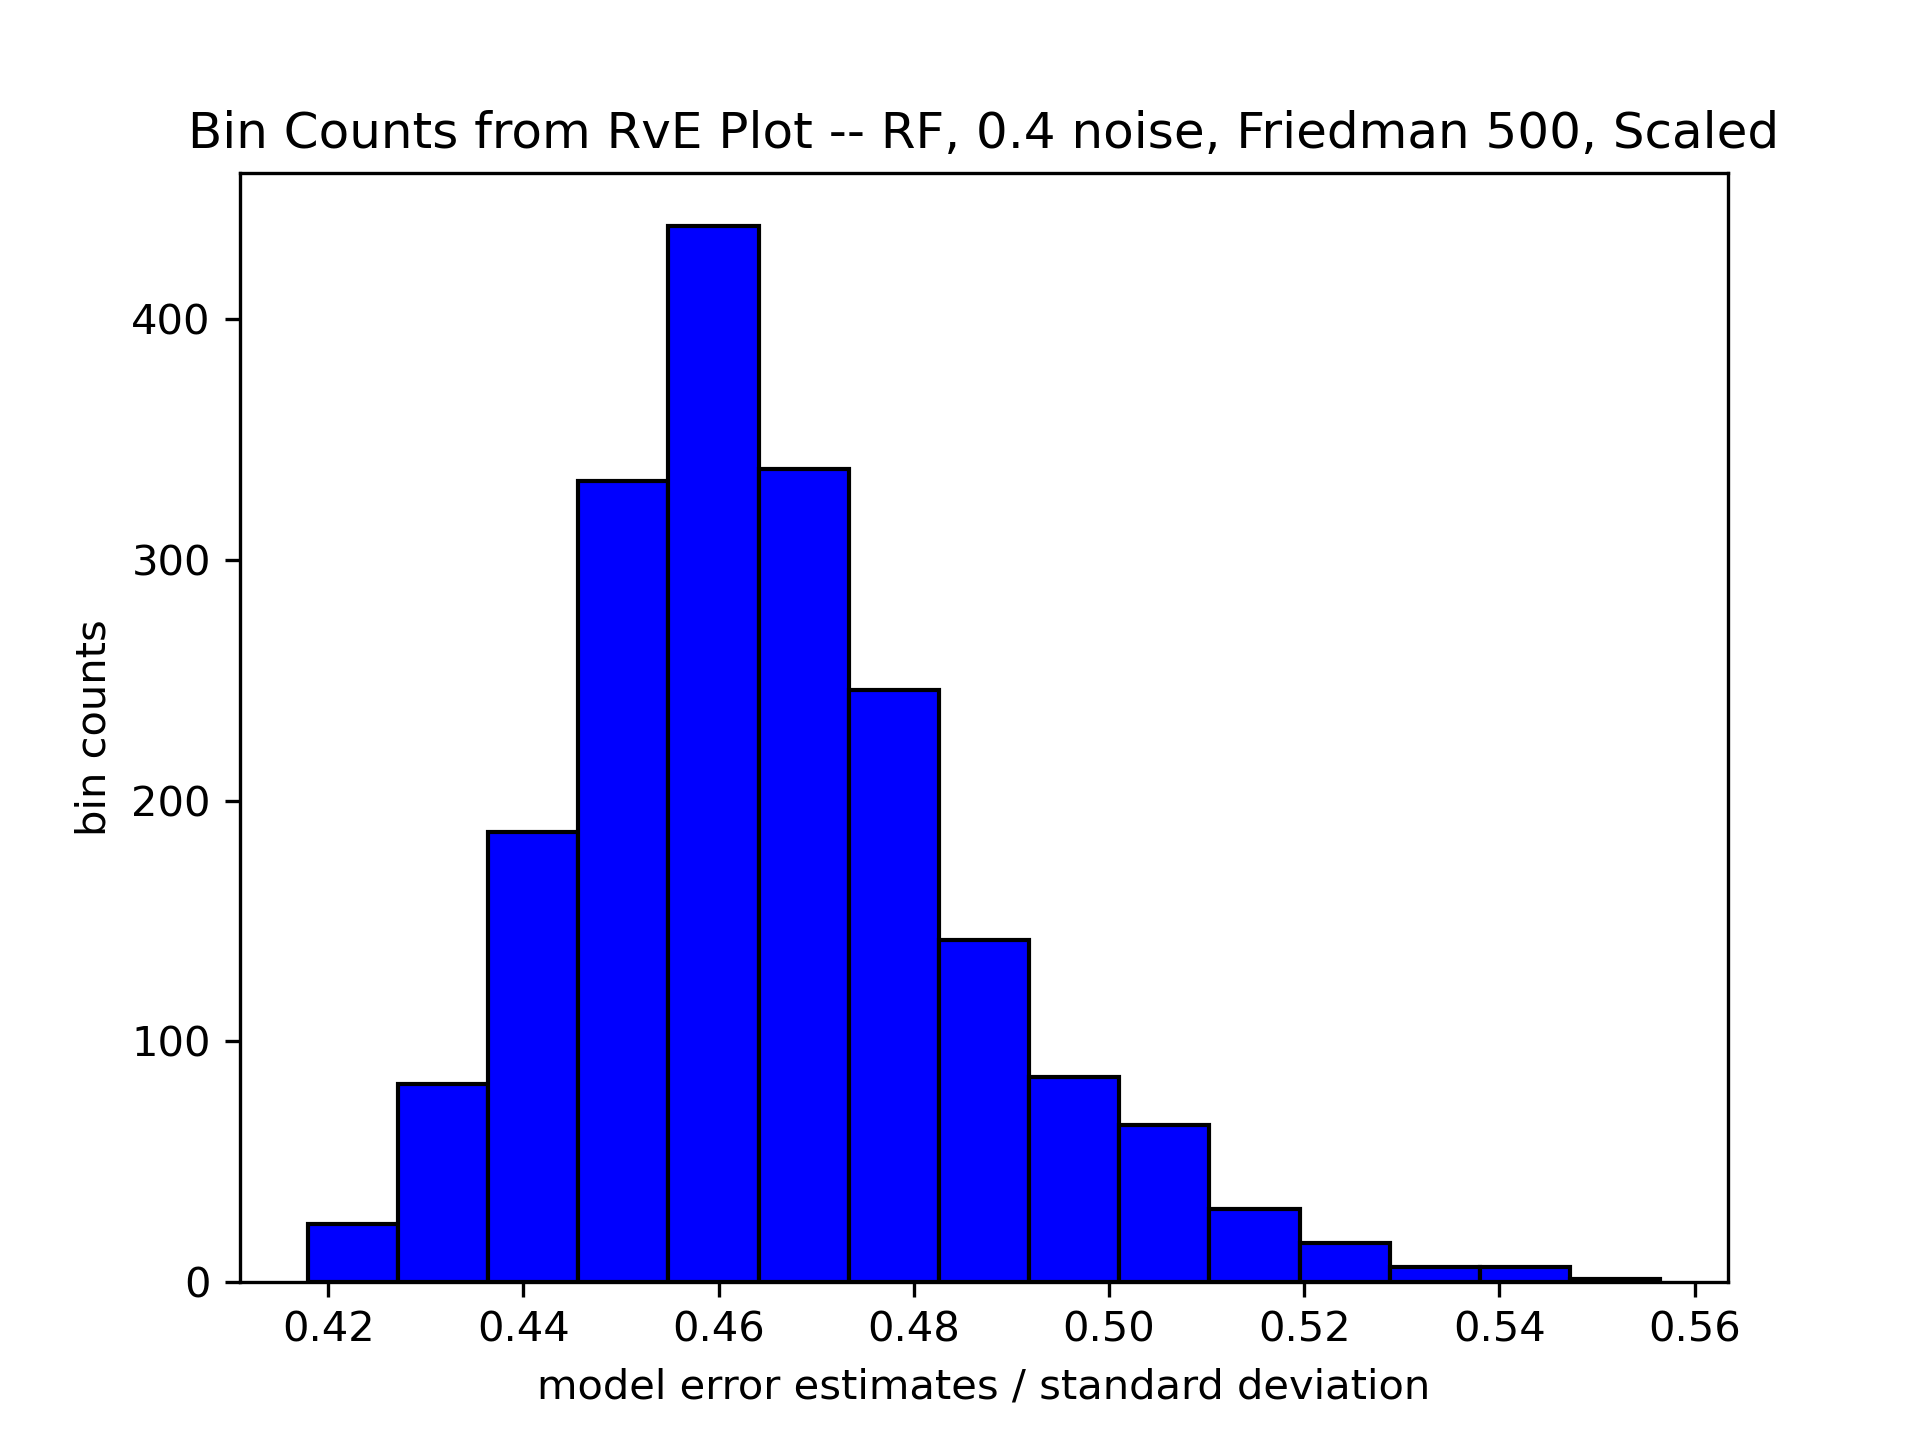 Bin Counts from RvE Plot -- RF, 0.4 noise, Friedman 500, Scaled
400
300
200
100
0
bin counts
0.42 0.44 0.46 0.48 0.50 0.52 0.54 0.56
model error estimates / standard deviation